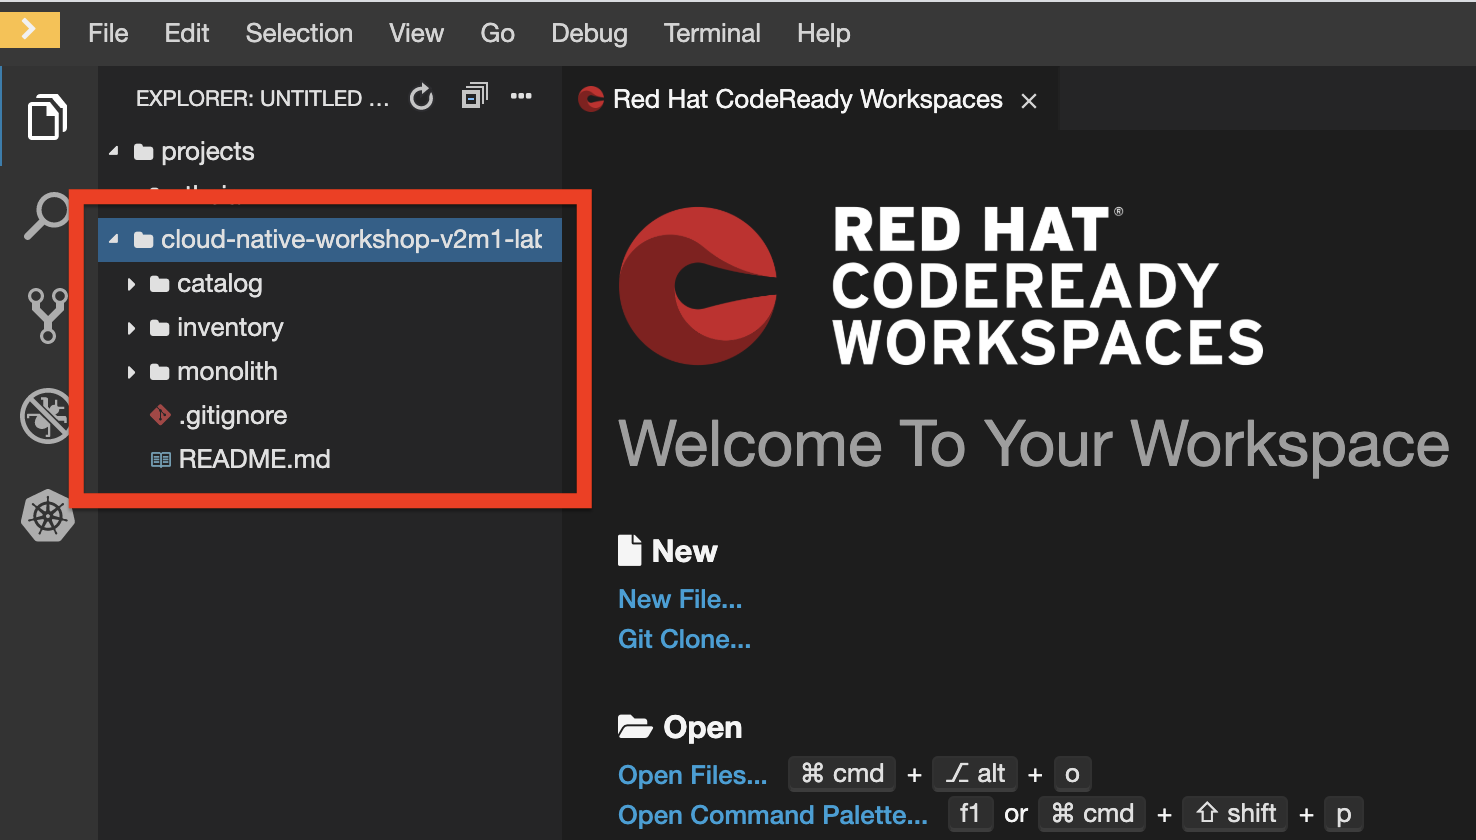 File Edit Selection View Go Debug Terminal Help
EXPLORER: UNTITLED ...
Red Hat CodeReady Workspaces
projects
cloud-native-workshop-v2m1-lab
catalog
inventory
monolith
.gitignore
README.md
RED HAT®
CODEREADY
WORKSPACES
Welcome To Your Workspace
New
New File...
Git Clone...
Open
Open Files... ⌘ cmd + ⌥ alt + o
Open Command Palette... f1 or ⌘ cmd + ⇧ shift + p